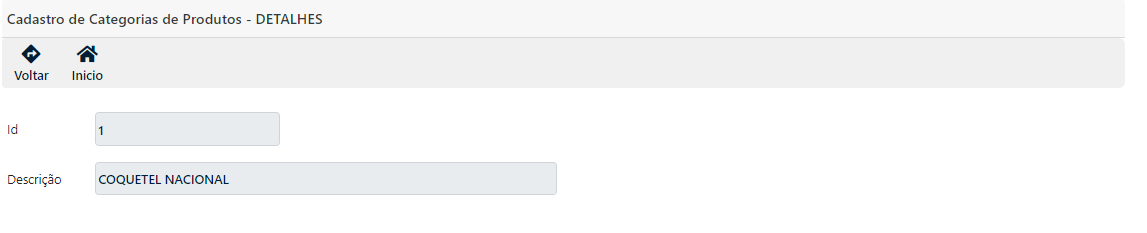 Cadastro de Categorias de Produtos - DETALHES
Voltar Inicio
Id 1
Descrição COQUETEL NACIONAL